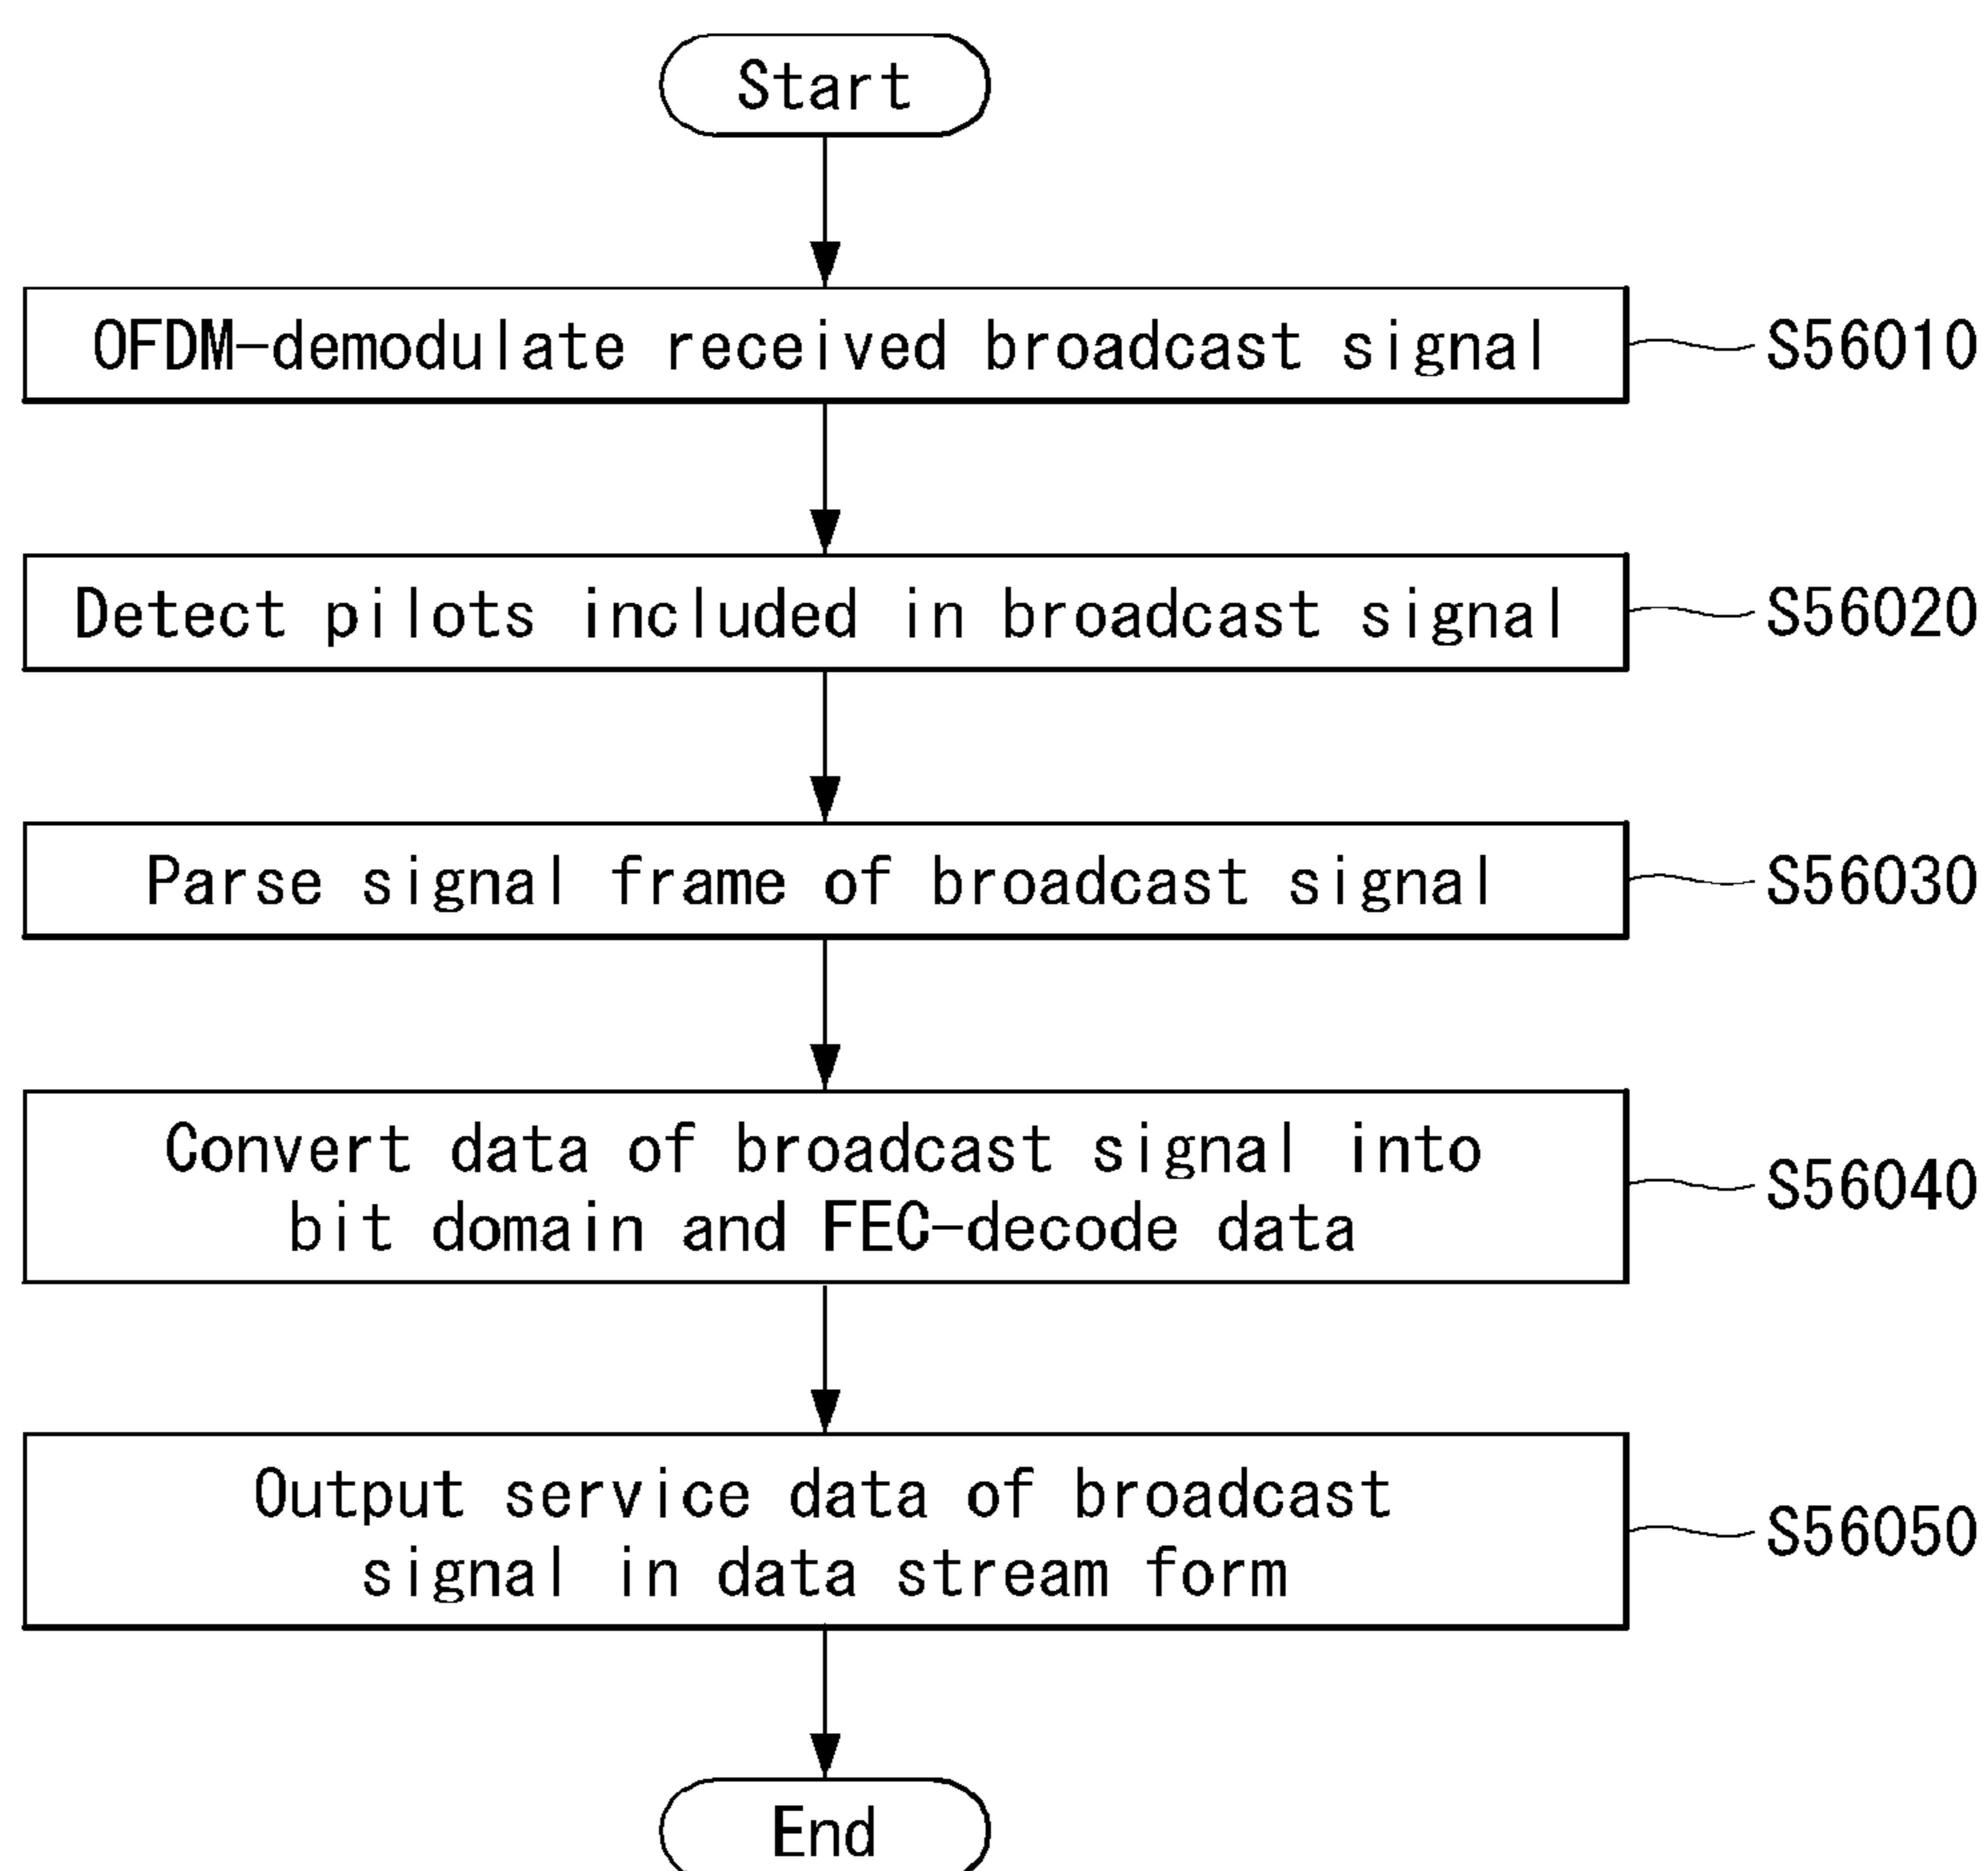 Start
OFDM-demodulate received broadcast signal
S56010
Detect pilots included in broadcast signal
S56020
Parse signal frame of broadcast signal
S56030
Convert data of broadcast signal into
bit domain and FEC-decode data
S56040
Output service data of broadcast
signal in data stream form
S56050
End